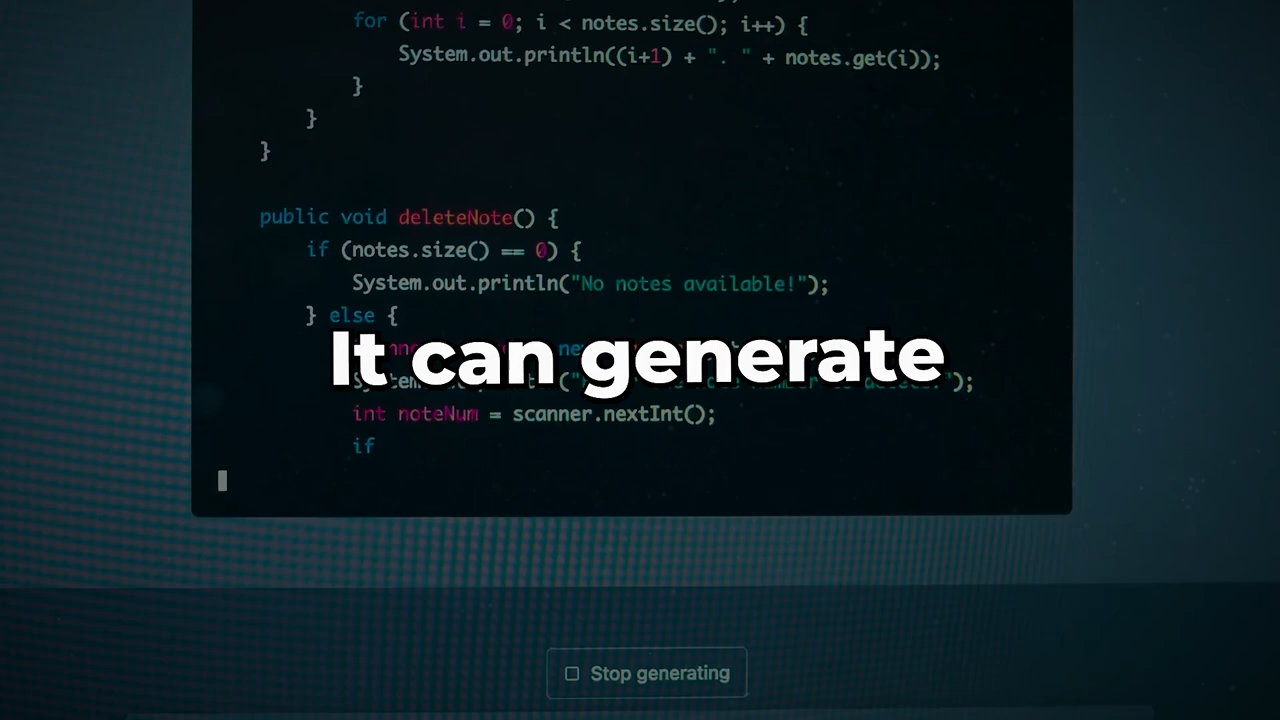 for (int i = 0; i < notes.size(); i++) {
System.out.println((i+1) + ". " + notes.get(i));
}
}
}
public void deleteNote() {
if (notes.size() == 0) {
System.out.println("No notes available!");
} else {
It can generate
int noteNum = scanner.nextInt();
if
Stop generating